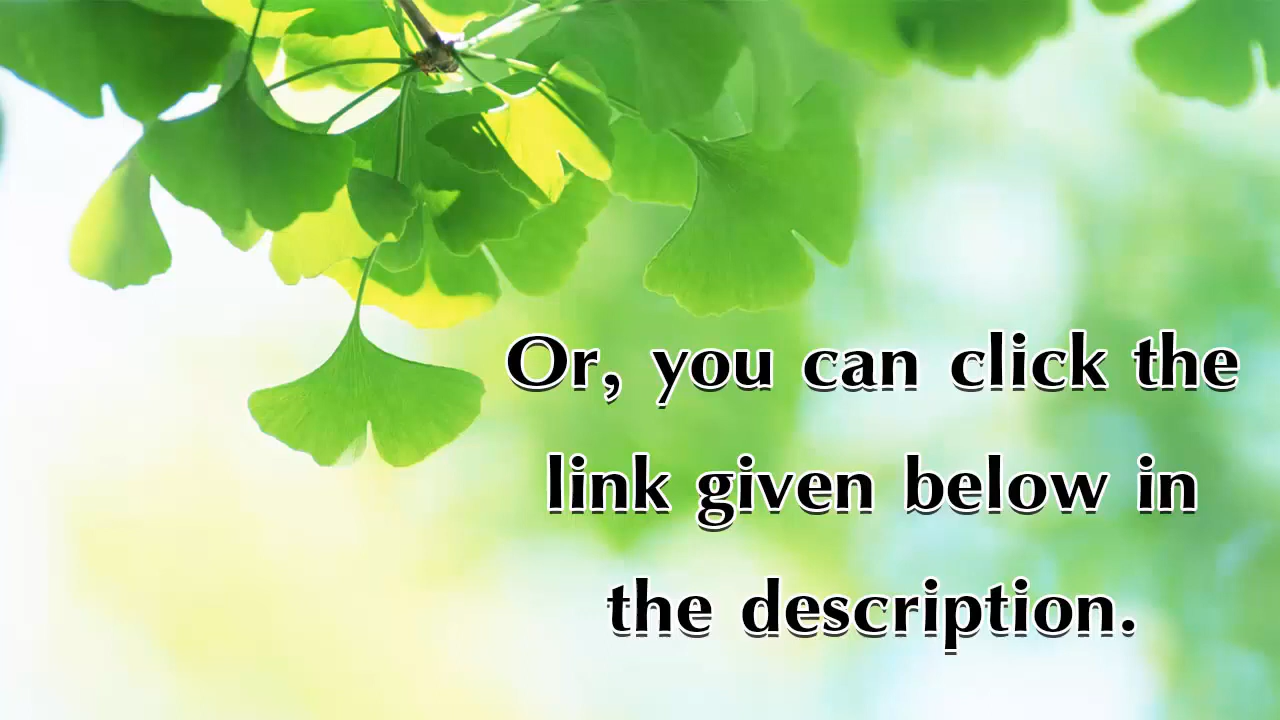 Or, you can click the
link given below in
the description.